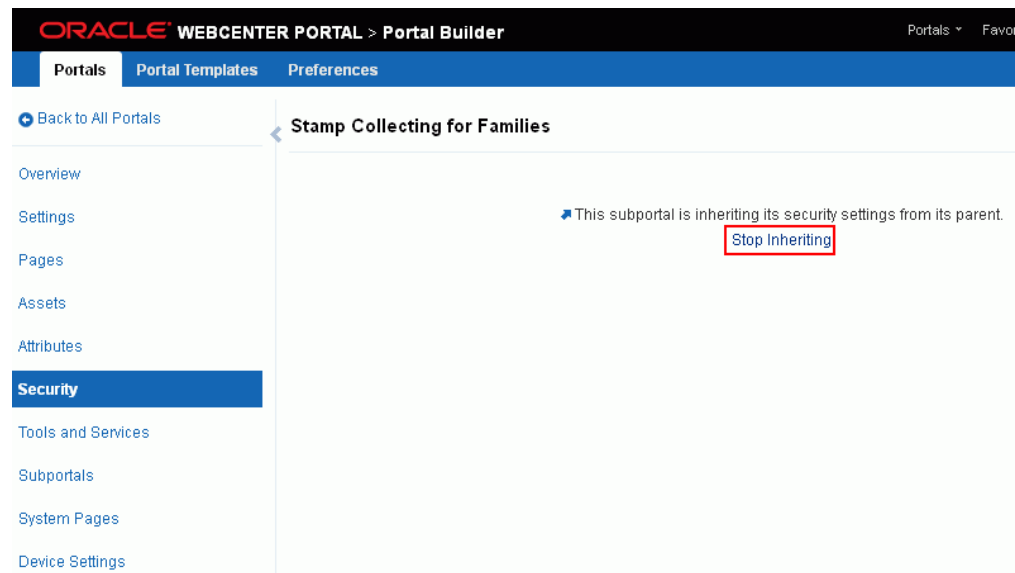 ORACLE WEBCENTER PORTAL > Portal Builder
Portals
Portals Portal Templates Preferences
Back to All Portals
Stamp Collecting for Families
Overview
Settings
This subportal is inheriting its security settings from its parent.
Stop Inheriting
Pages
Assets
Attributes
Security
Tools and Services
Subportals
System Pages
Device Settings